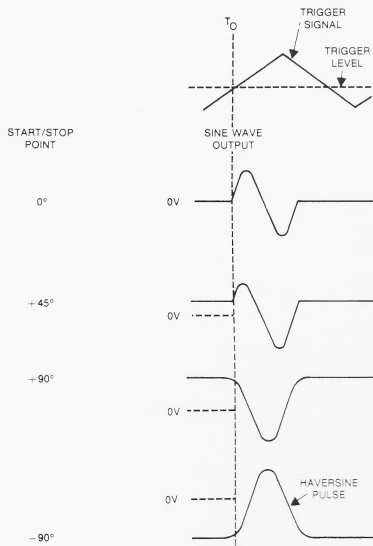 TRIGGER
SIGNAL
TO
TRIGGER
LEVEL
START/STOP
POINT
SINE WAVE
OUTPUT
0°
0V
+45°
0V
+90°
0V
0V
HAVERSINE
PULSE
−90°